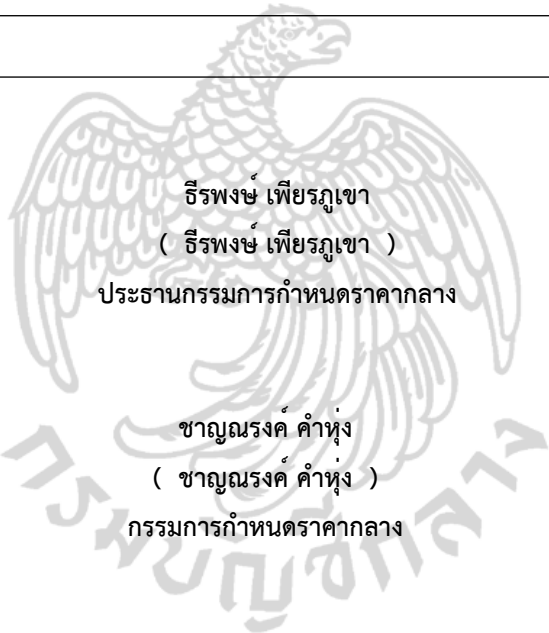 ธีรพงษ์ เพียรภูเขา
( ธีรพงษ์ เพียรภูเขา )
ประธานกรรมการกำหนดราคากลาง
ชาญณรงค์ คำหุ่ง
( ชาญณรงค์ คำหุ่ง )
กรรมการกำหนดราคากลาง
กรมบัญชีกลาง